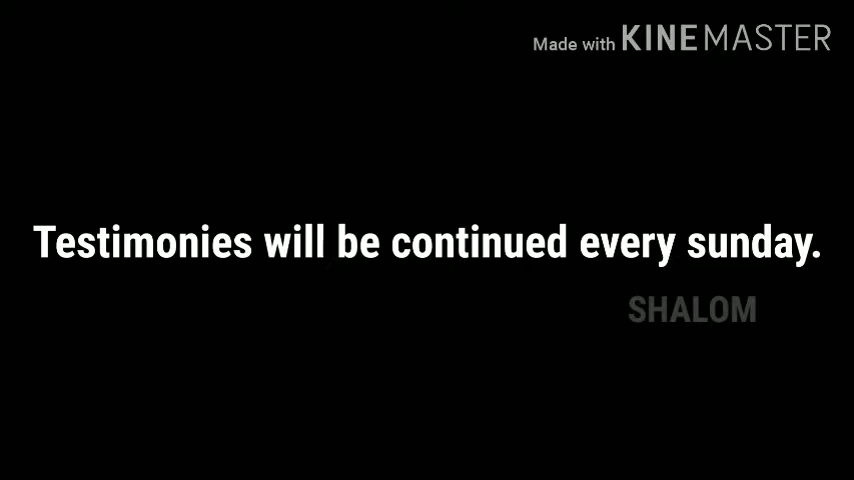 Made with KINEMASTER
Testimonies will be continued every sunday.
SHALOM